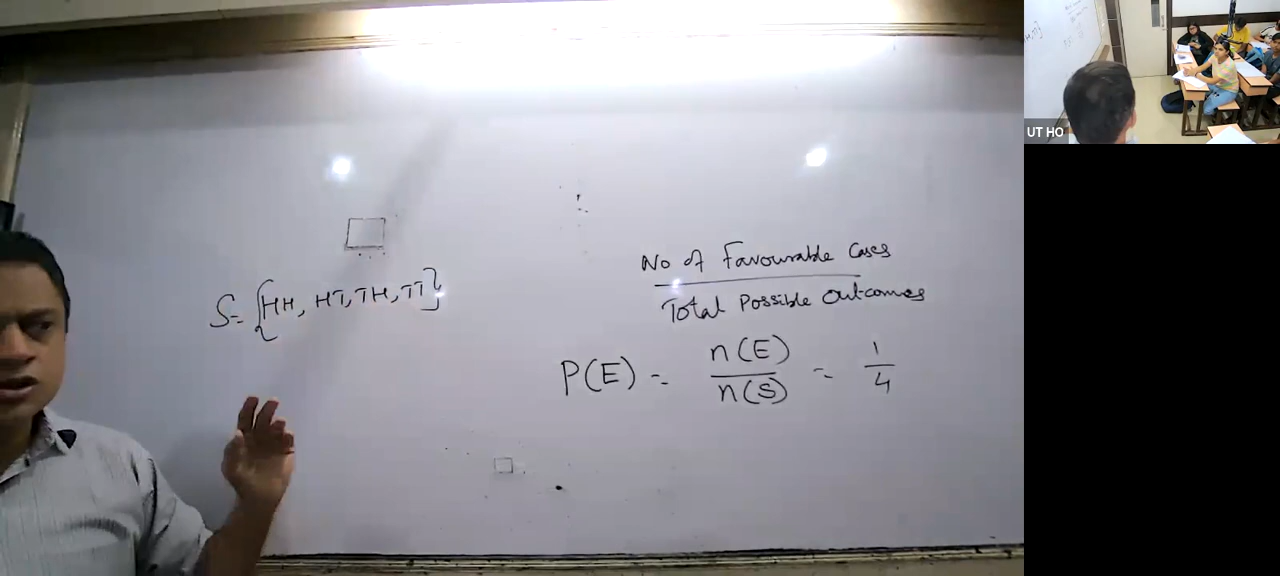 S= {HH, HT, TH, TT}
No of Favourable Cases
Total Possible Outcomes
P(E) = n(E) / n(S) = 1 / 4
UT HO